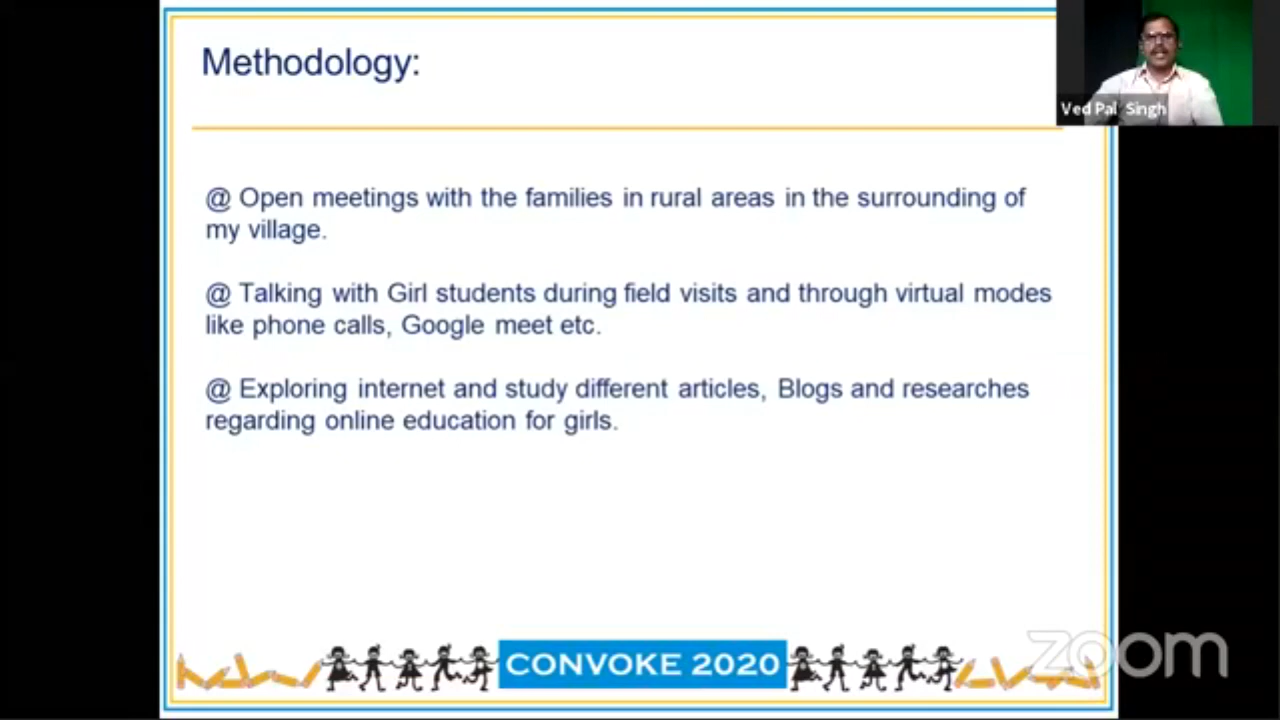 Methodology:
Ved Pal Singh
@ Open meetings with the families in rural areas in the surrounding of
my village.
@ Talking with Girl students during field visits and through virtual modes
like phone calls, Google meet etc.
@ Exploring internet and study different articles, Blogs and researches
regarding online education for girls.
CONVOKE 2020
zoom